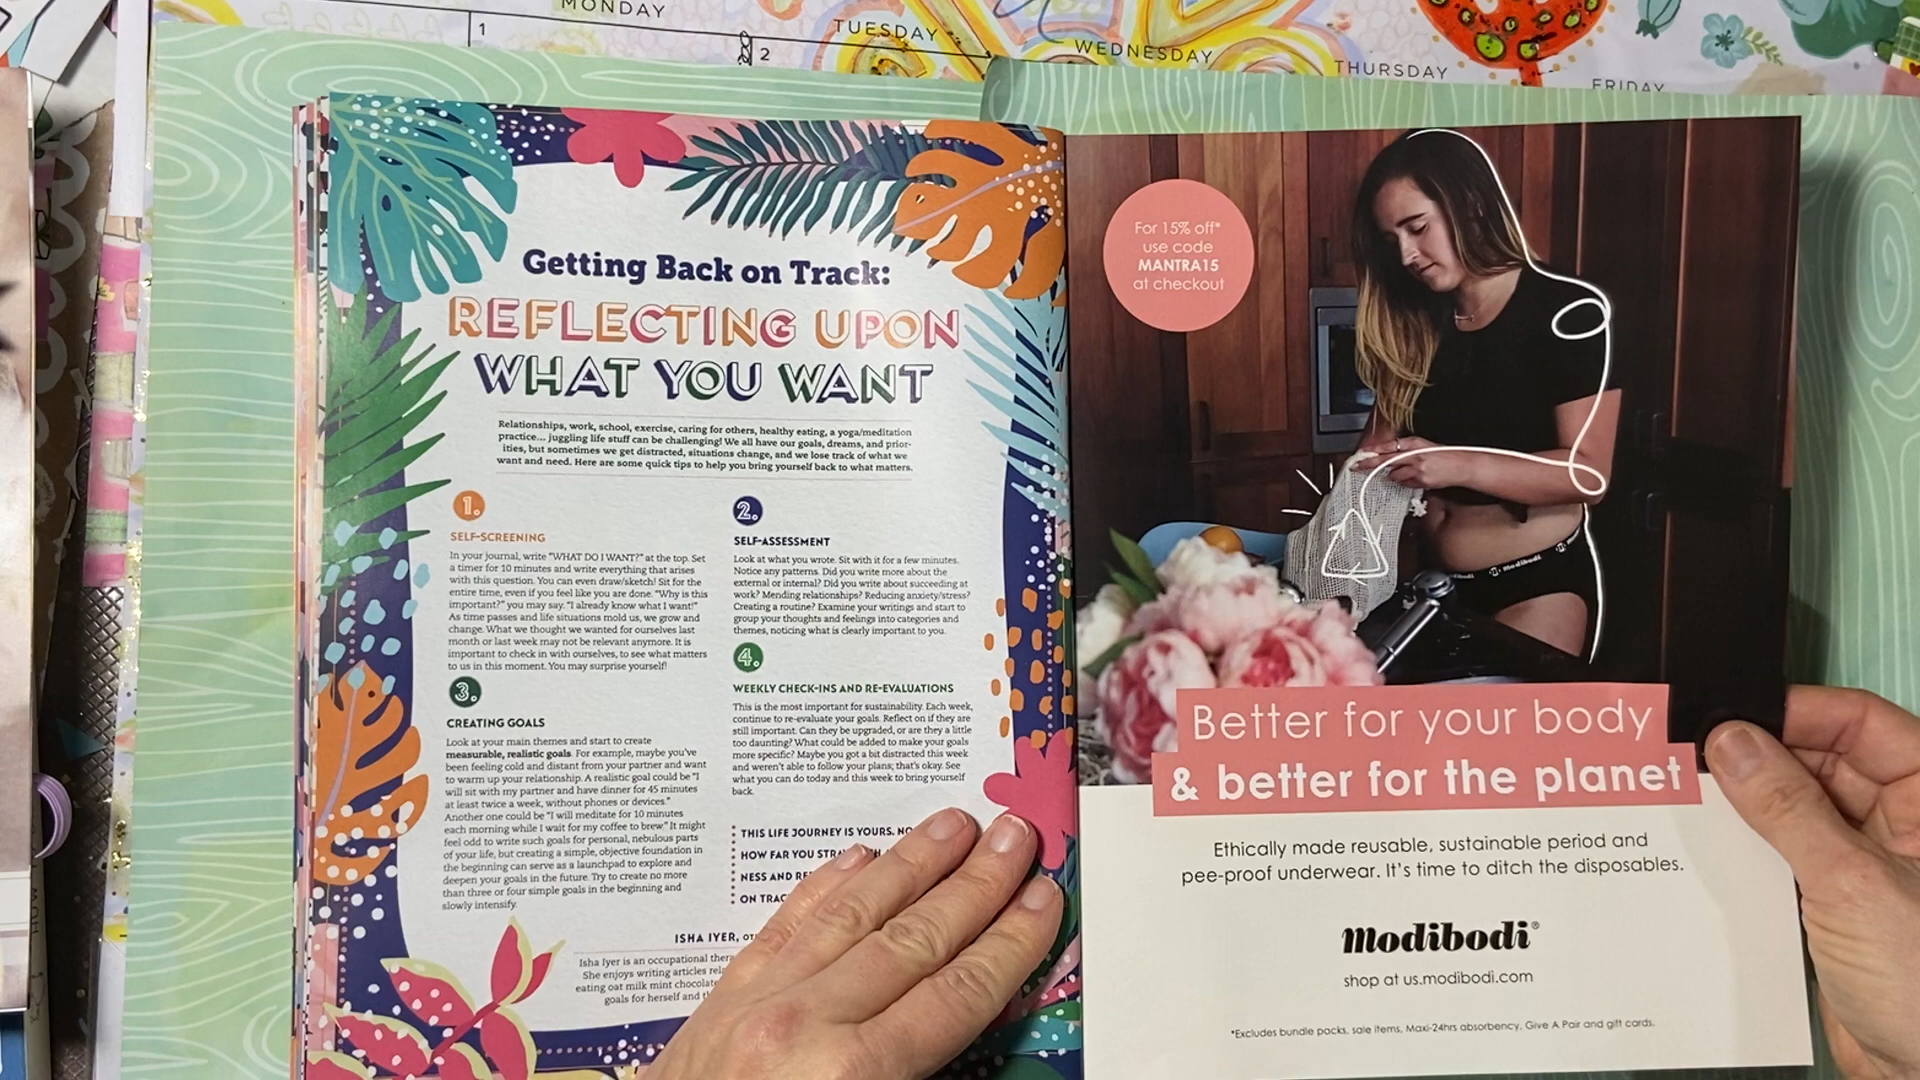 MONDAY
TUESDAY
WEDNESDAY
THURSDAY
FRIDAY
1
2
Getting Back on Track:
REFLECTING UPON
WHAT YOU WANT
Relationships, work, school, exercise, caring for others, healthy eating, a yoga/meditation
practice... juggling life stuff can be challenging! We all have our goals, dreams, and prior-
ities, but sometimes we get distracted, situations change, and we lose track of what we
want and need. Here are some quick tips to help you bring yourself back to what matters.
1.
SELF-SCREENING
In your journal, write "WHAT DO I WANT?" at the top. Set
a timer for 10 minutes and write everything that arises
with this question. You can even draw/sketch! Sit for the
entire time, even if you feel like you are done. "Why is this
important?" you may say. "I already know what I want!"
As time passes and life situations mold us, we grow and
change. What we thought we wanted for ourselves last
month or last week may not be relevant anymore. It is
important to check in with ourselves, to see what matters
to us in this moment. You may surprise yourself!
2.
SELF-ASSESSMENT
Look at what you wrote. Sit with it for a few minutes.
Notice any patterns. Did you write more about the
external or internal? Did you write about succeeding at
work? Mending relationships? Reducing anxiety/stress?
Creating a routine? Examine your writings and start to
group your thoughts and feelings into categories and
themes, noticing what is clearly important to you.
3.
CREATING GOALS
Look at your main themes and start to create
measurable, realistic goals. For example, maybe you've
been feeling cold and distant from your partner and want
to warm up your relationship. A realistic goal could be "I
will sit with my partner and have dinner for 45 minutes
at least twice a week, without phones or devices."
Another one could be "I will meditate for 10 minutes
each morning while I wait for my coffee to brew." It might
feel odd to write such goals for personal, nebulous parts
of your life, but creating a simple, objective foundation in
the beginning can serve as a launchpad to explore and
deepen your goals in the future. Try to create no more
than three or four simple goals in the beginning and
slowly intensify.
4.
WEEKLY CHECK-INS AND RE-EVALUATIONS
This is the most important for sustainability. Each week,
continue to re-evaluate your goals. Reflect on if they are
still important. Can they be upgraded, or are they a little
too daunting? What could be added to make your goals
more specific? Maybe you got a bit distracted this week
and weren't able to follow your plans; that's okay. See
what you can do today and this week to bring yourself
back.
THIS LIFE JOURNEY IS YOURS. NO
HOW FAR YOU
NESS AND
ON
ISHA IYER,
Isha Iyer is an occupational
She enjoys writing articles
eating oat milk mint chocolate
goals for herself and
For 15% off*
use code
MANTRA15
at checkout
modibodi
modibodi
Better for your body
& better for the planet
Ethically made reusable, sustainable period and
pee-proof underwear. It's time to ditch the disposables.
Modibodi®
shop at us.modibodi.com
*Excludes bundle packs, sale items, Maxi-24hrs absorbency, Give A Pair and gift cards.